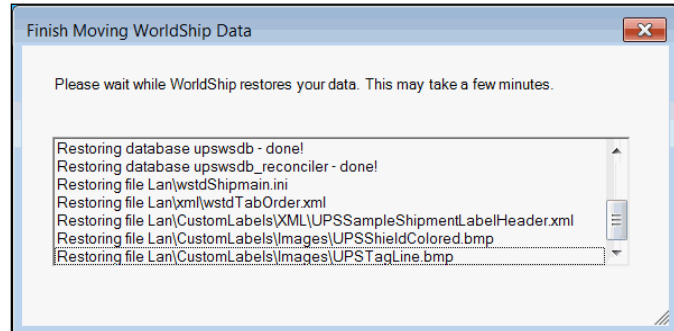 Finish Moving WorldShip Data
Please wait while WorldShip restores your data. This may take a few minutes.
Restoring database upswsdb - done!
Restoring database upswsdb_reconciler - done!
Restoring file Lan\wstdShipmain.ini
Restoring file Lan\xml\wstdTabOrder.xml
Restoring file Lan\CustomLabels\XML\UPSSampleShipmentLabelHeader.xml
Restoring file Lan\CustomLabels\Images\UPSShieldColored.bmp
Restoring file Lan\CustomLabels\Images\UPSTagLine.bmp